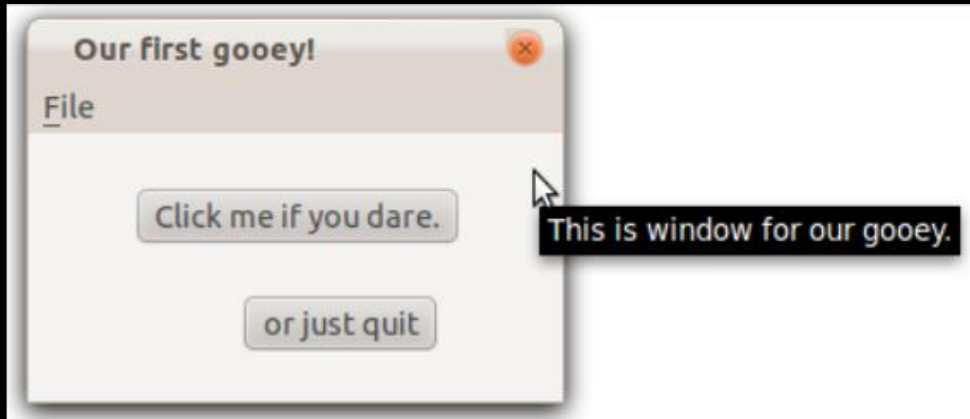 Our first gooey!
File
Click me if you dare.
This is window for our gooey.
or just quit